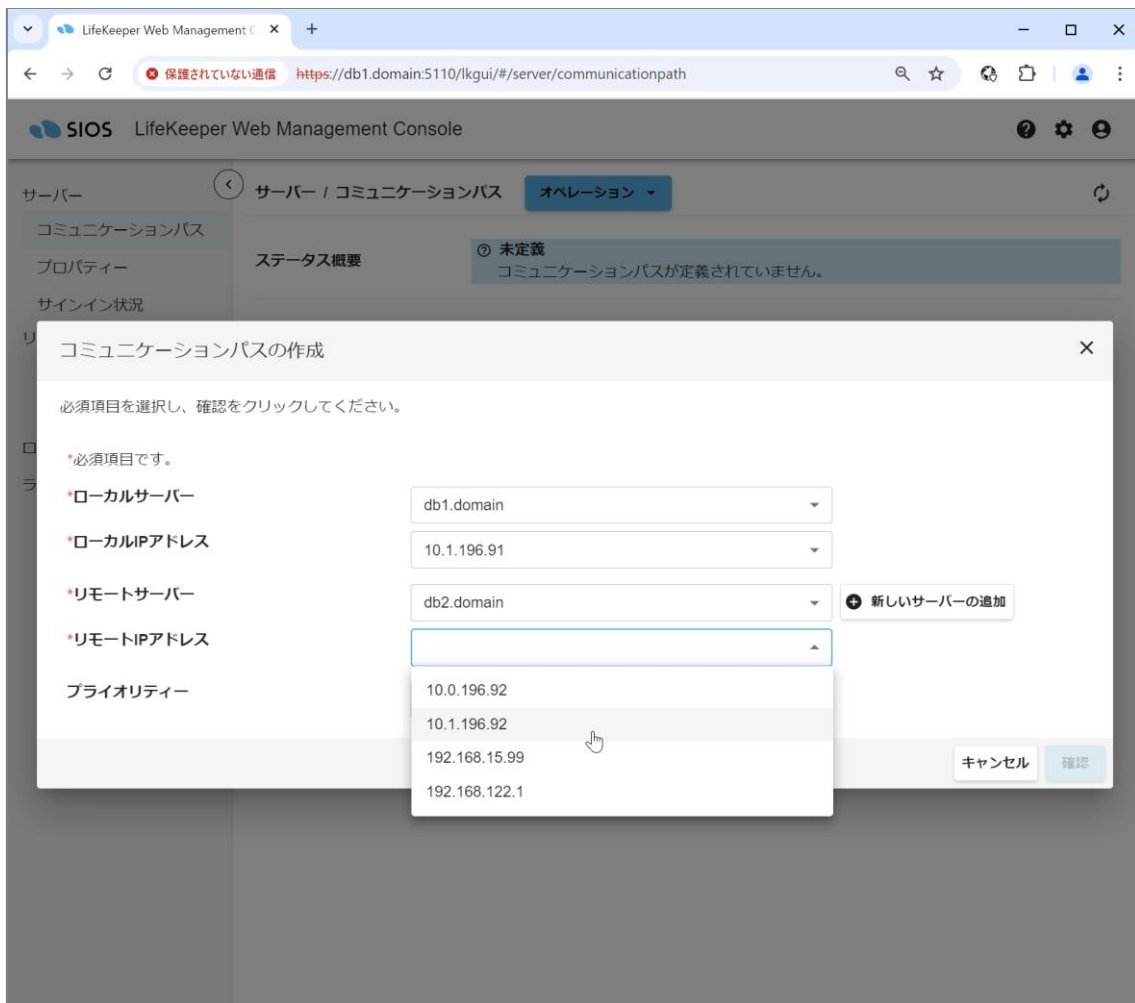 LifeKeeper Web Management C
保護されていない通信 https://db1.domain:5110/lkgui/#/server/communicationpath
SIOS LifeKeeper Web Management Console
サーバー
コミュニケーションパス
プロパティー
サインイン状況
リ
ロ
ラ
サーバー / コミュニケーションパス オペレーション
ステータス概要
未定義
コミュニケーションパスが定義されていません。
コミュニケーションパスの作成
必須項目を選択し、確認をクリックしてください。
*必須項目です。
*ローカルサーバー db1.domain
*ローカルIPアドレス 10.1.196.91
*リモートサーバー db2.domain 新しいサーバーの追加
*リモートIPアドレス
プライオリティー
10.0.196.92
10.1.196.92
192.168.15.99
192.168.122.1
キャンセル 確認